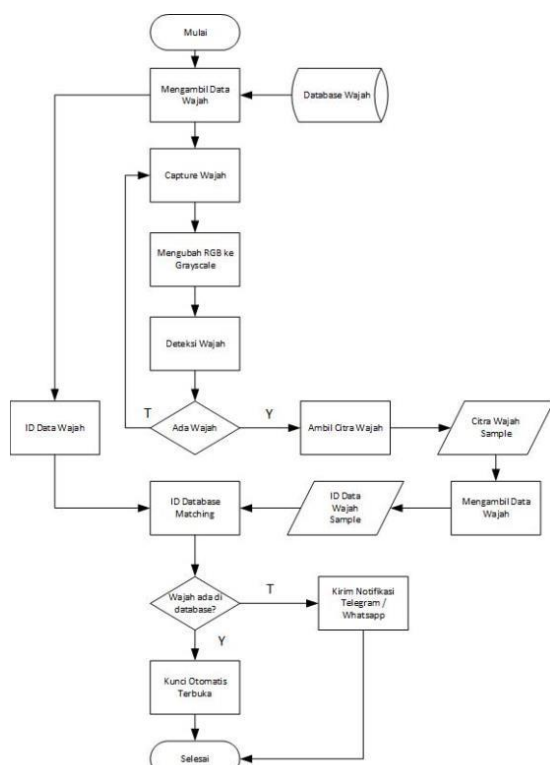 Mulai
Mengambil Data
Wajah
Database Wajah
Capture Wajah
Mengubah RGB ke
Grayscale
Deteksi Wajah
T
Y
Ada Wajah
ID Data Wajah
Ambil Citra Wajah
Citra Wajah
Sample
ID Database
Matching
ID Data
Wajah
Sample
Mengambil Data
Wajah
Wajah ada di
database?
T
Kirim Notifikasi
Telegram /
Whatsapp
Y
Kunci Otomatis
Terbuka
Selesai